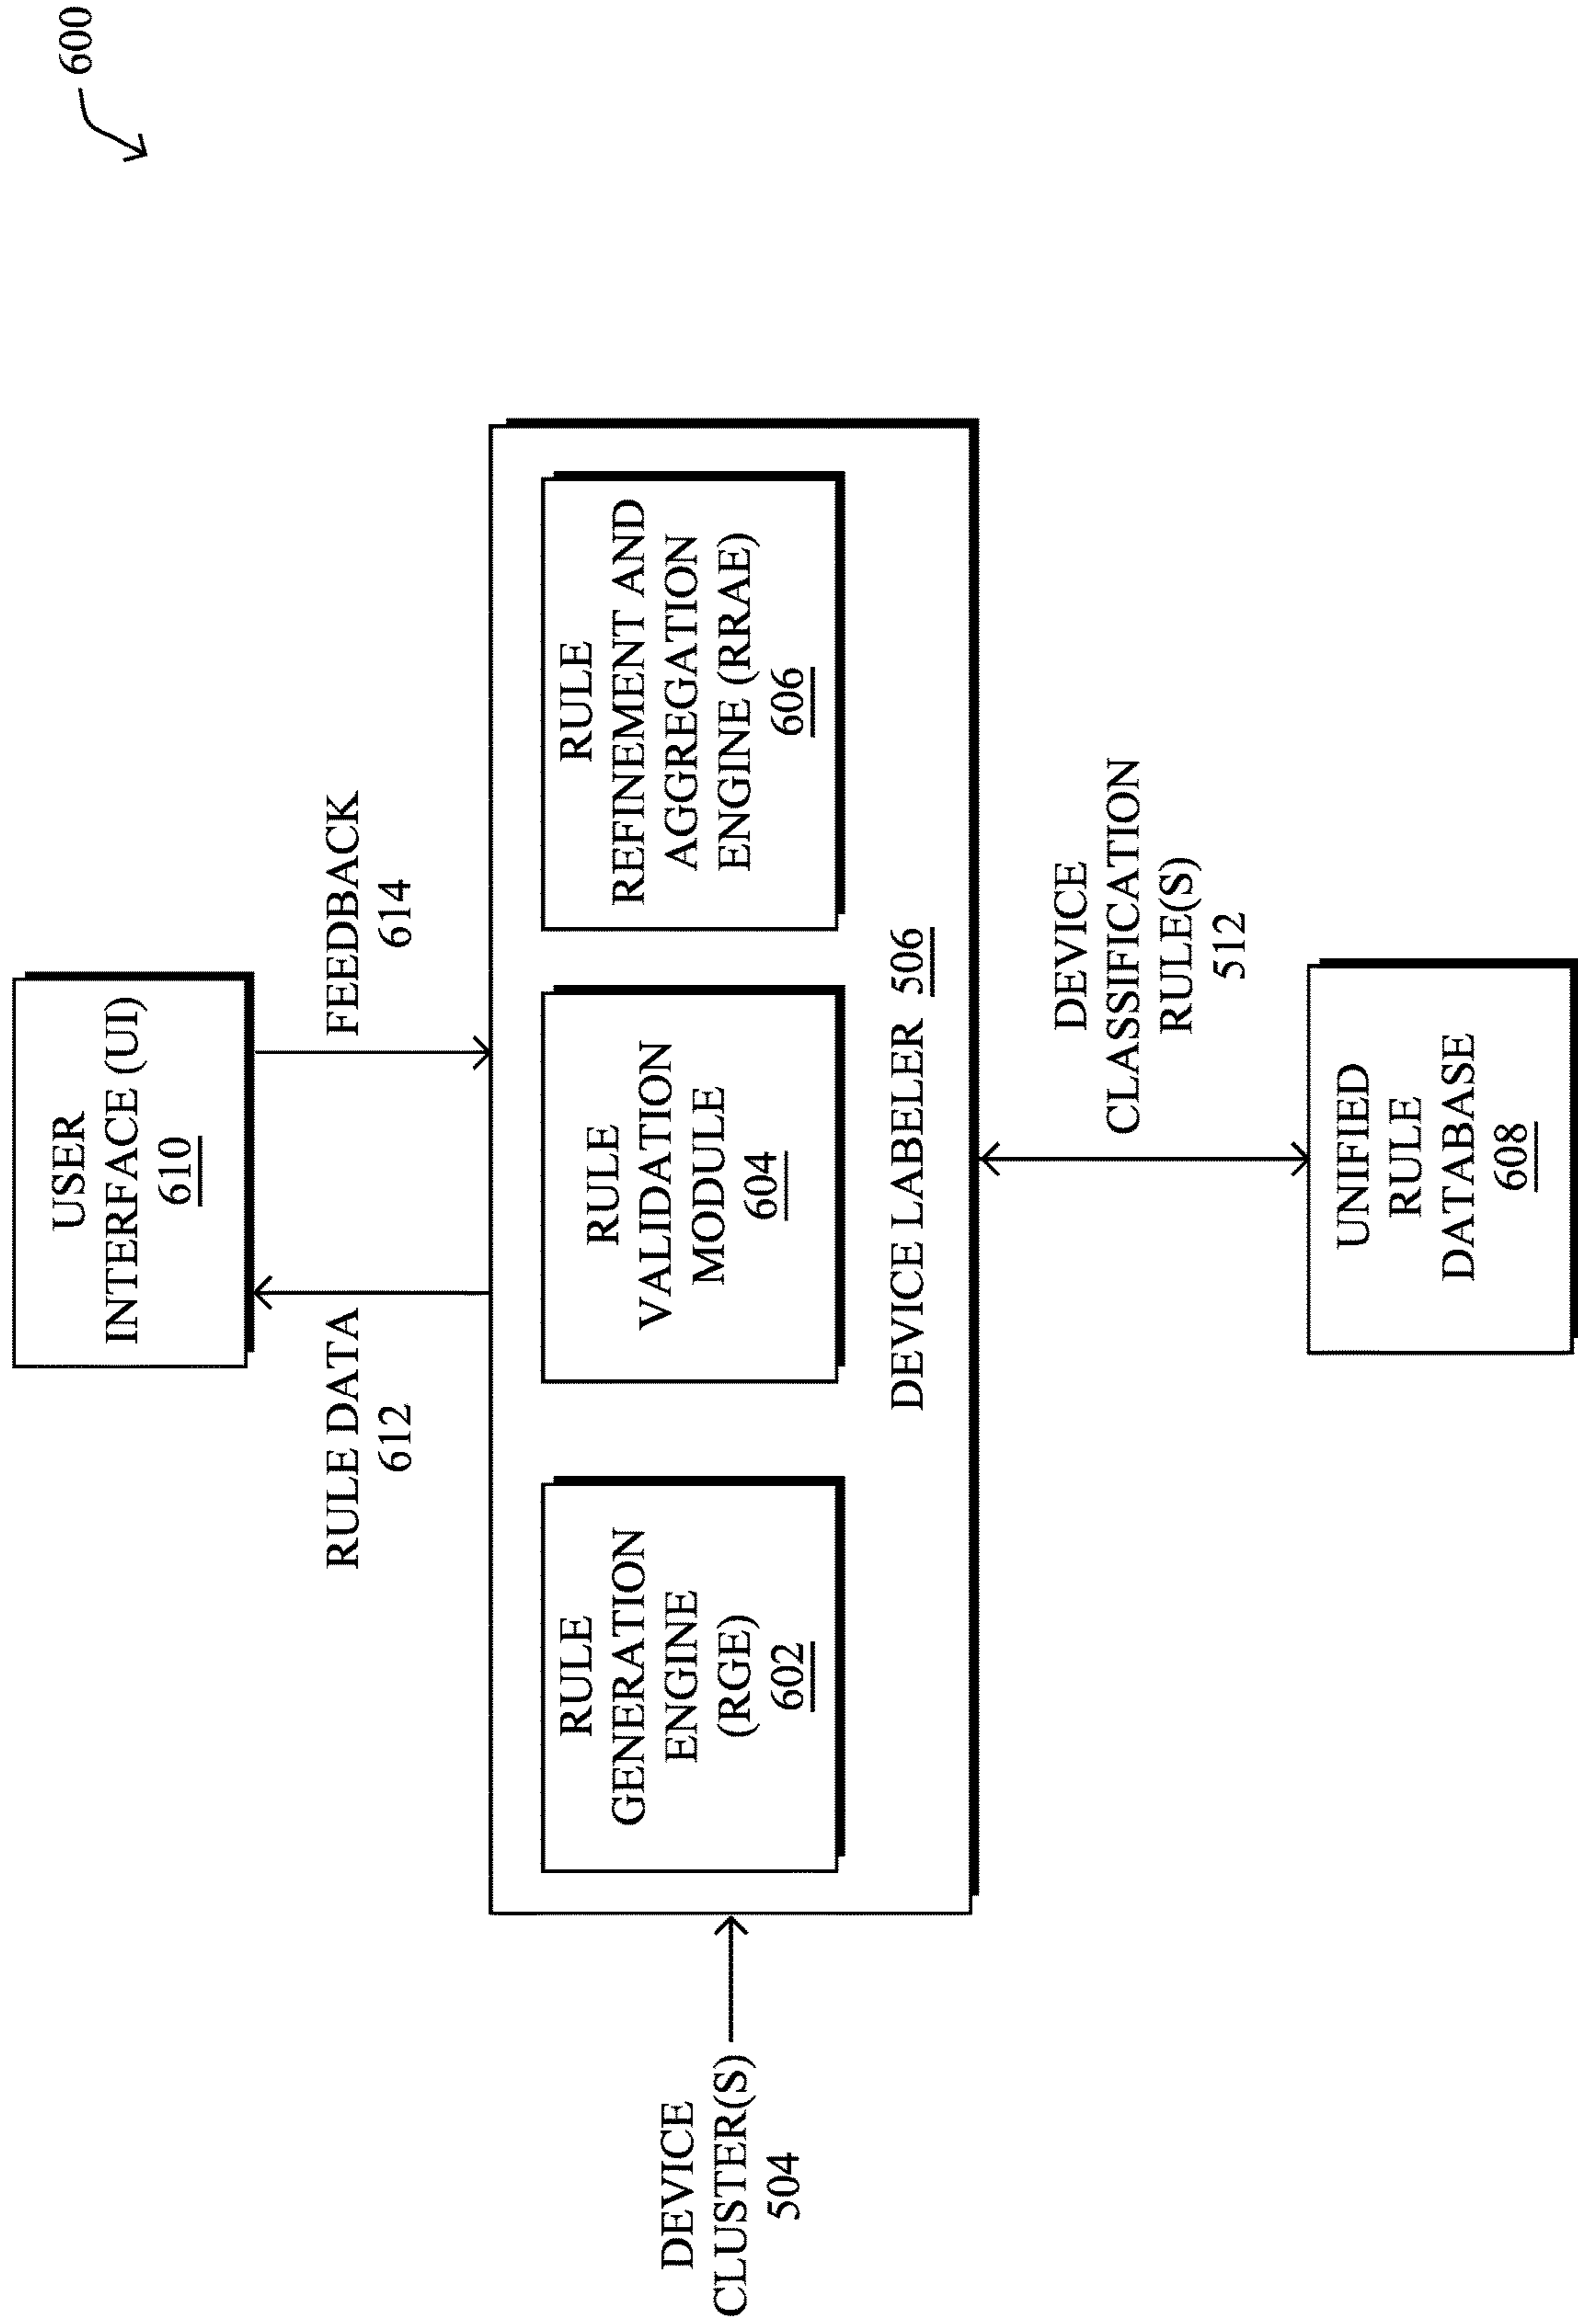 600
USER
INTERFACE (UI)
610
RULE DATA
612
FEEDBACK
614
DEVICE
CLUSTER(S)
504
RULE
GENERATION
ENGINE
(RGE)
602
RULE
VALIDATION
MODULE
604
RULE
REFINEMENT AND
AGGREGATION
ENGINE (RRAE)
606
DEVICE LABELER 506
DEVICE
CLASSIFICATION
RULE(S)
512
UNIFIED
RULE
DATABASE
608